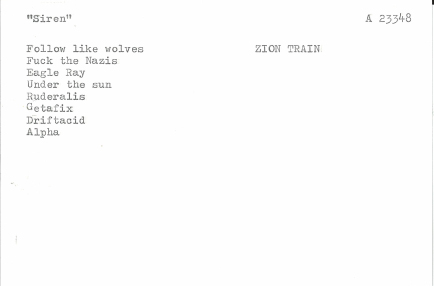 "Siren"
A 23348
Follow like wolves
ZION TRAIN
Fuck the Nazis
Eagle Ray
Under the sun
Ruderalis
Getafix
Driftacid
Alpha